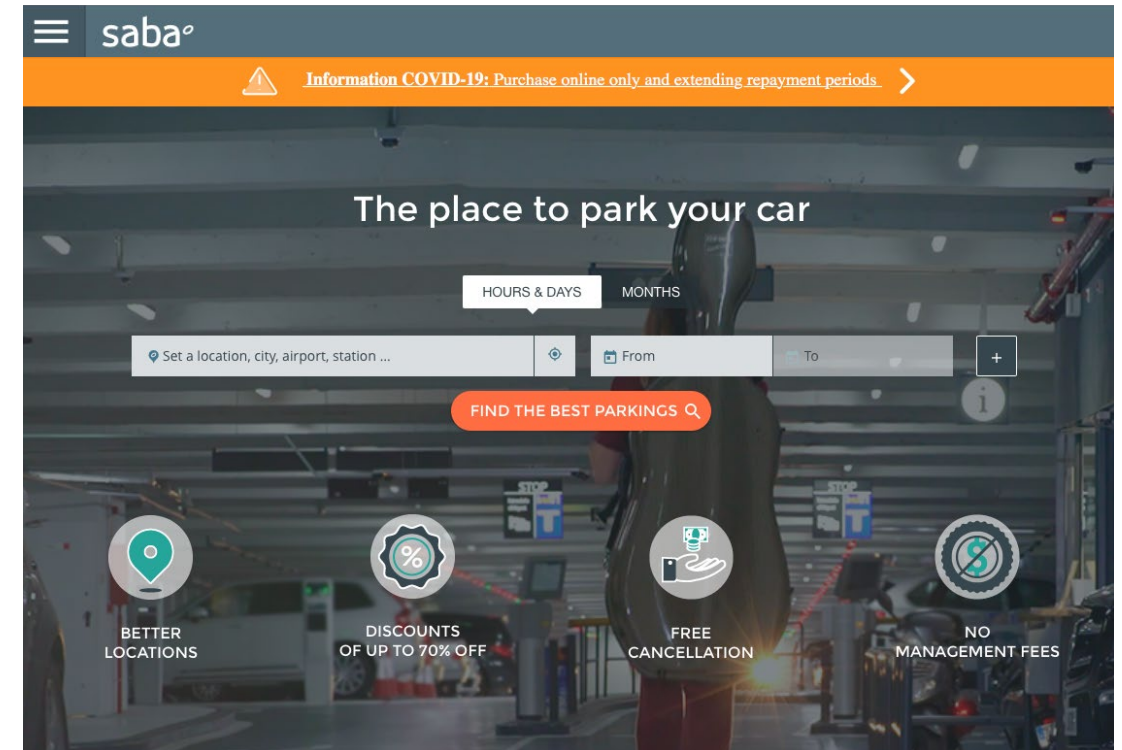 saba
Information COVID-19: Purchase online only and extending repayment periods
The place to park your car
HOURS & DAYS
MONTHS
Set a location, city, airport, station ...
From
To
+
i
FIND THE BEST PARKINGS
STOP
STOP
T
T
%
$
BETTER
LOCATIONS
DISCOUNTS
OF UP TO 70% OFF
FREE
CANCELLATION
NO
MANAGEMENT FEES